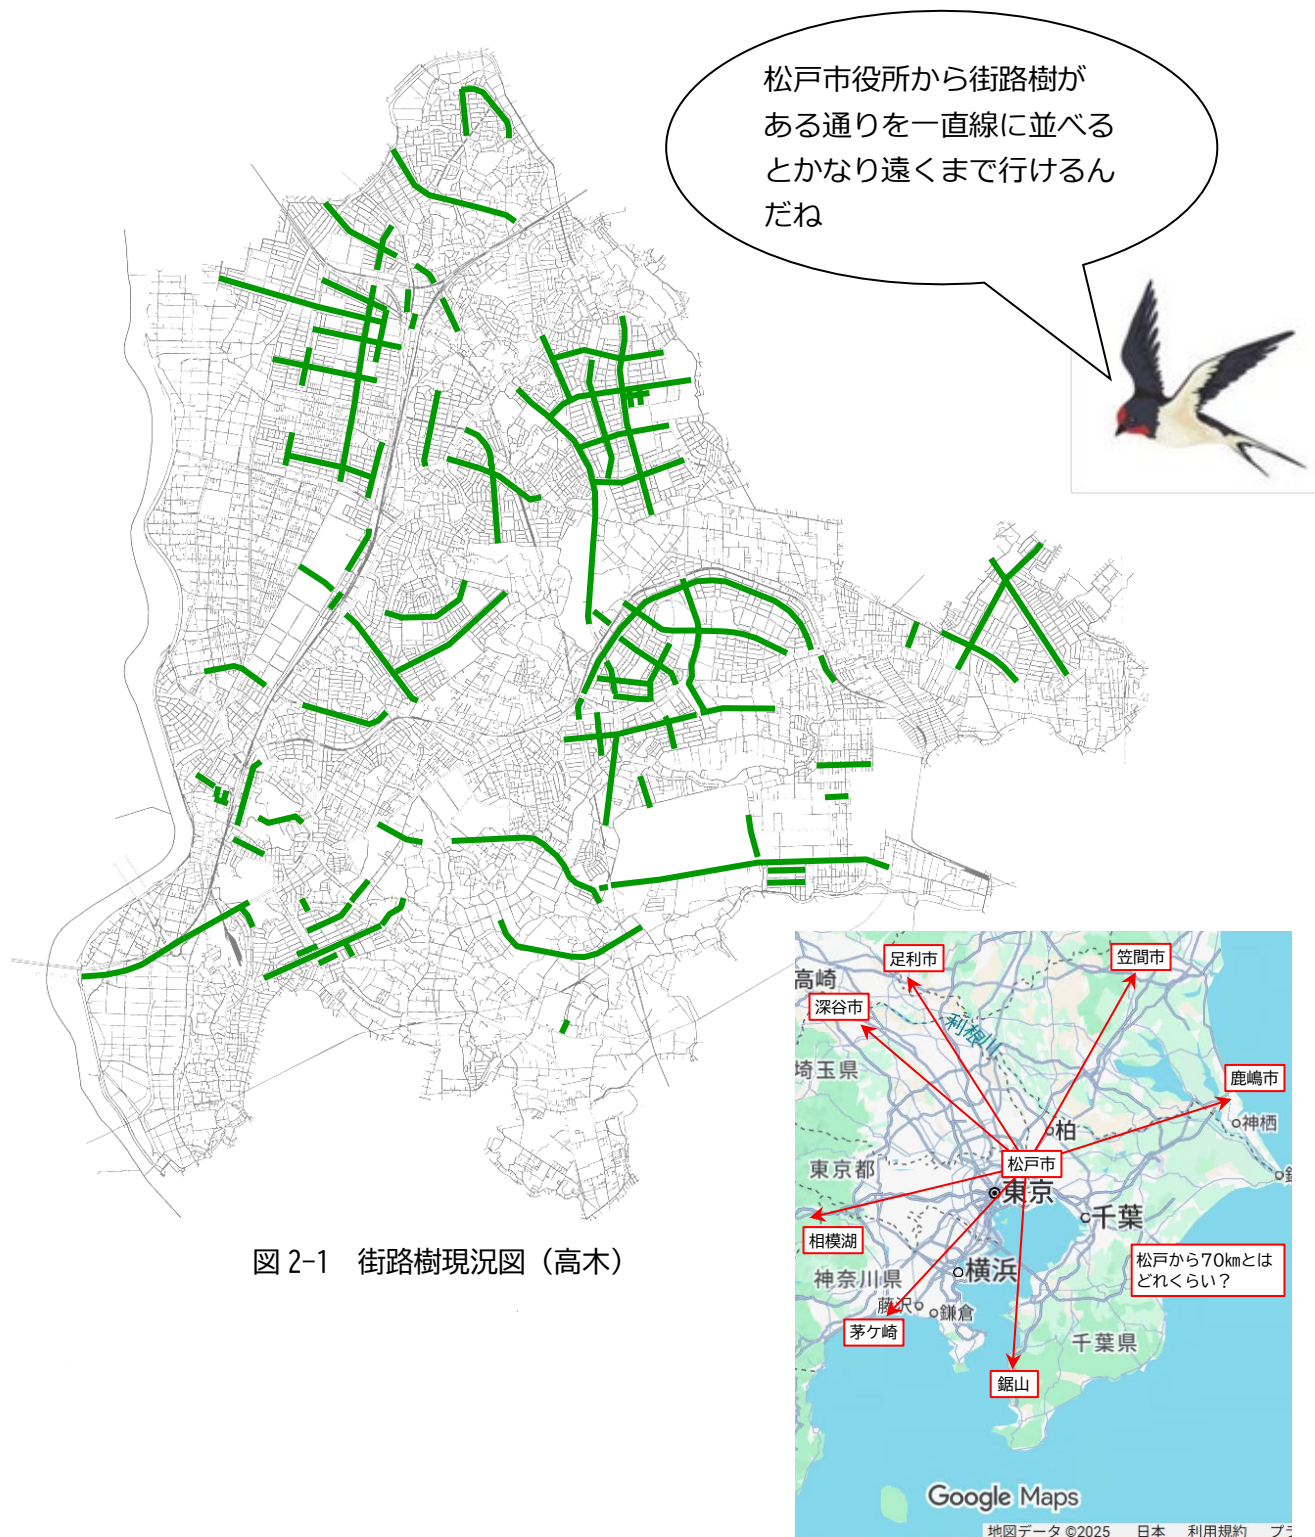 松戸市役所から街路樹が
ある通りを一直線に並べる
とかなり遠くまで行けるん
だね
図 2-1　街路樹現況図（高木）
足利市
笠間市
高崎
深谷市
利根川
埼玉県
鹿嶋市
柏
神栖
松戸市
東京都
東京
千葉
相模湖
松戸から70kmとは
どれくらい？
横浜
神奈川県
藤沢
鎌倉
茅ケ崎
千葉県
鋸山
Google Maps
地図データ ©2025　日本　利用規約　プラ